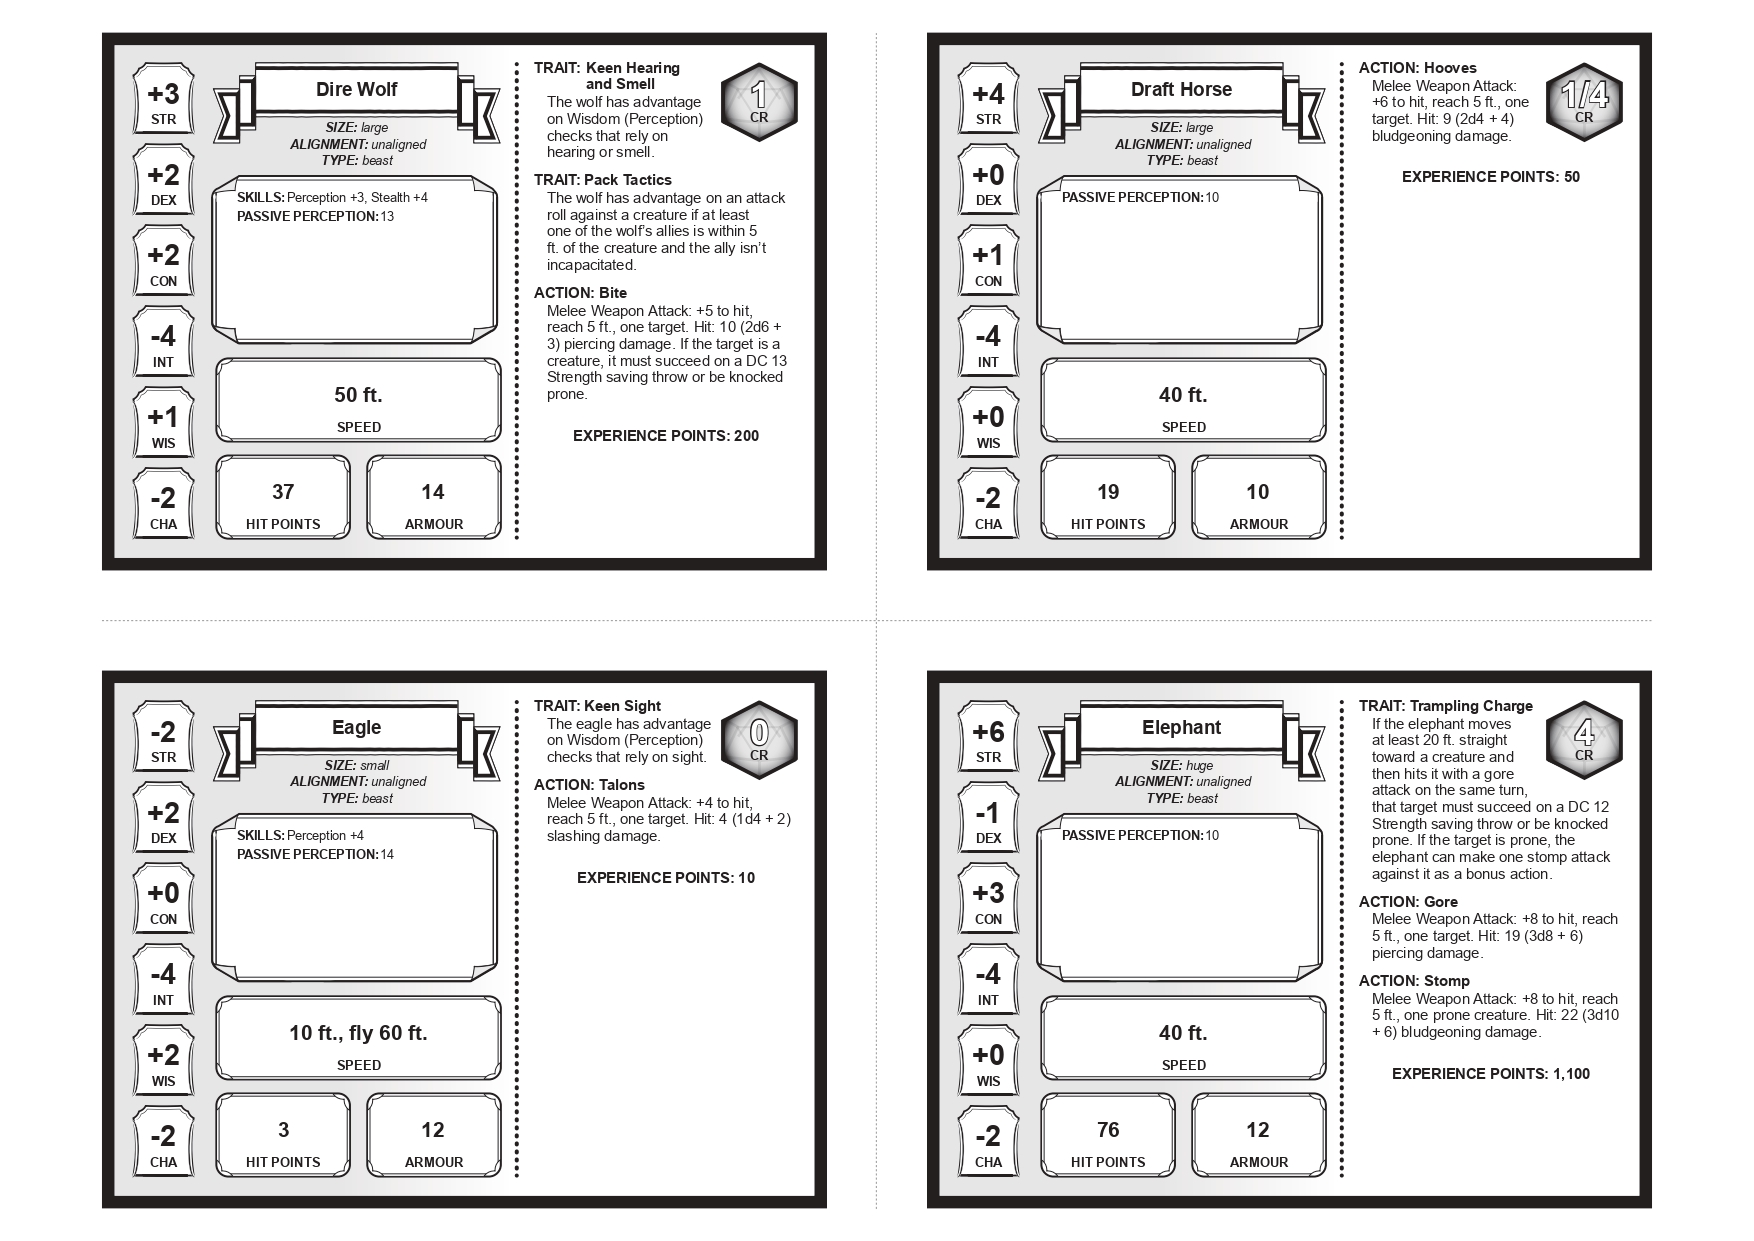 +3
STR
+2
DEX
+2
CON
-4
INT
+1
WIS
-2
CHA
Dire Wolf
SIZE: large
ALIGNMENT: unaligned
TYPE: beast
SKILLS: Perception +3, Stealth +4
PASSIVE PERCEPTION: 13
50 ft.
SPEED
37
HIT POINTS
14
ARMOUR
TRAIT: Keen Hearing
and Smell
The wolf has advantage
on Wisdom (Perception)
checks that rely on
hearing or smell.
1
CR
TRAIT: Pack Tactics
The wolf has advantage on an attack
roll against a creature if at least
one of the wolf's allies is within 5
ft. of the creature and the ally isn't
incapacitated.
ACTION: Bite
Melee Weapon Attack: +5 to hit,
reach 5 ft., one target. Hit: 10 (2d6 +
3) piercing damage. If the target is a
creature, it must succeed on a DC 13
Strength saving throw or be knocked
prone.
EXPERIENCE POINTS: 200
+4
STR
+0
DEX
+1
CON
-4
INT
+0
WIS
-2
CHA
Draft Horse
SIZE: large
ALIGNMENT: unaligned
TYPE: beast
PASSIVE PERCEPTION: 10
40 ft.
SPEED
19
HIT POINTS
10
ARMOUR
ACTION: Hooves
Melee Weapon Attack:
+6 to hit, reach 5 ft., one
target. Hit: 9 (2d4 + 4)
bludgeoning damage.
1/4
CR
EXPERIENCE POINTS: 50
-2
STR
+2
DEX
+0
CON
-4
INT
+2
WIS
-2
CHA
Eagle
SIZE: small
ALIGNMENT: unaligned
TYPE: beast
SKILLS: Perception +4
PASSIVE PERCEPTION: 14
10 ft., fly 60 ft.
SPEED
3
HIT POINTS
12
ARMOUR
TRAIT: Keen Sight
The eagle has advantage
on Wisdom (Perception)
checks that rely on sight.
0
CR
ACTION: Talons
Melee Weapon Attack: +4 to hit,
reach 5 ft., one target. Hit: 4 (1d4 + 2)
slashing damage.
EXPERIENCE POINTS: 10
+6
STR
-1
DEX
+3
CON
-4
INT
+0
WIS
-2
CHA
Elephant
SIZE: huge
ALIGNMENT: unaligned
TYPE: beast
PASSIVE PERCEPTION: 10
40 ft.
SPEED
76
HIT POINTS
12
ARMOUR
TRAIT: Trampling Charge
If the elephant moves
at least 20 ft. straight
toward a creature and
then hits it with a gore
attack on the same turn,
that target must succeed on a DC 12
Strength saving throw or be knocked
prone. If the target is prone, the
elephant can make one stomp attack
against it as a bonus action.
4
CR
ACTION: Gore
Melee Weapon Attack: +8 to hit, reach
5 ft., one target. Hit: 19 (3d8 + 6)
piercing damage.
ACTION: Stomp
Melee Weapon Attack: +8 to hit, reach
5 ft., one prone creature. Hit: 22 (3d10
+ 6) bludgeoning damage.
EXPERIENCE POINTS: 1,100